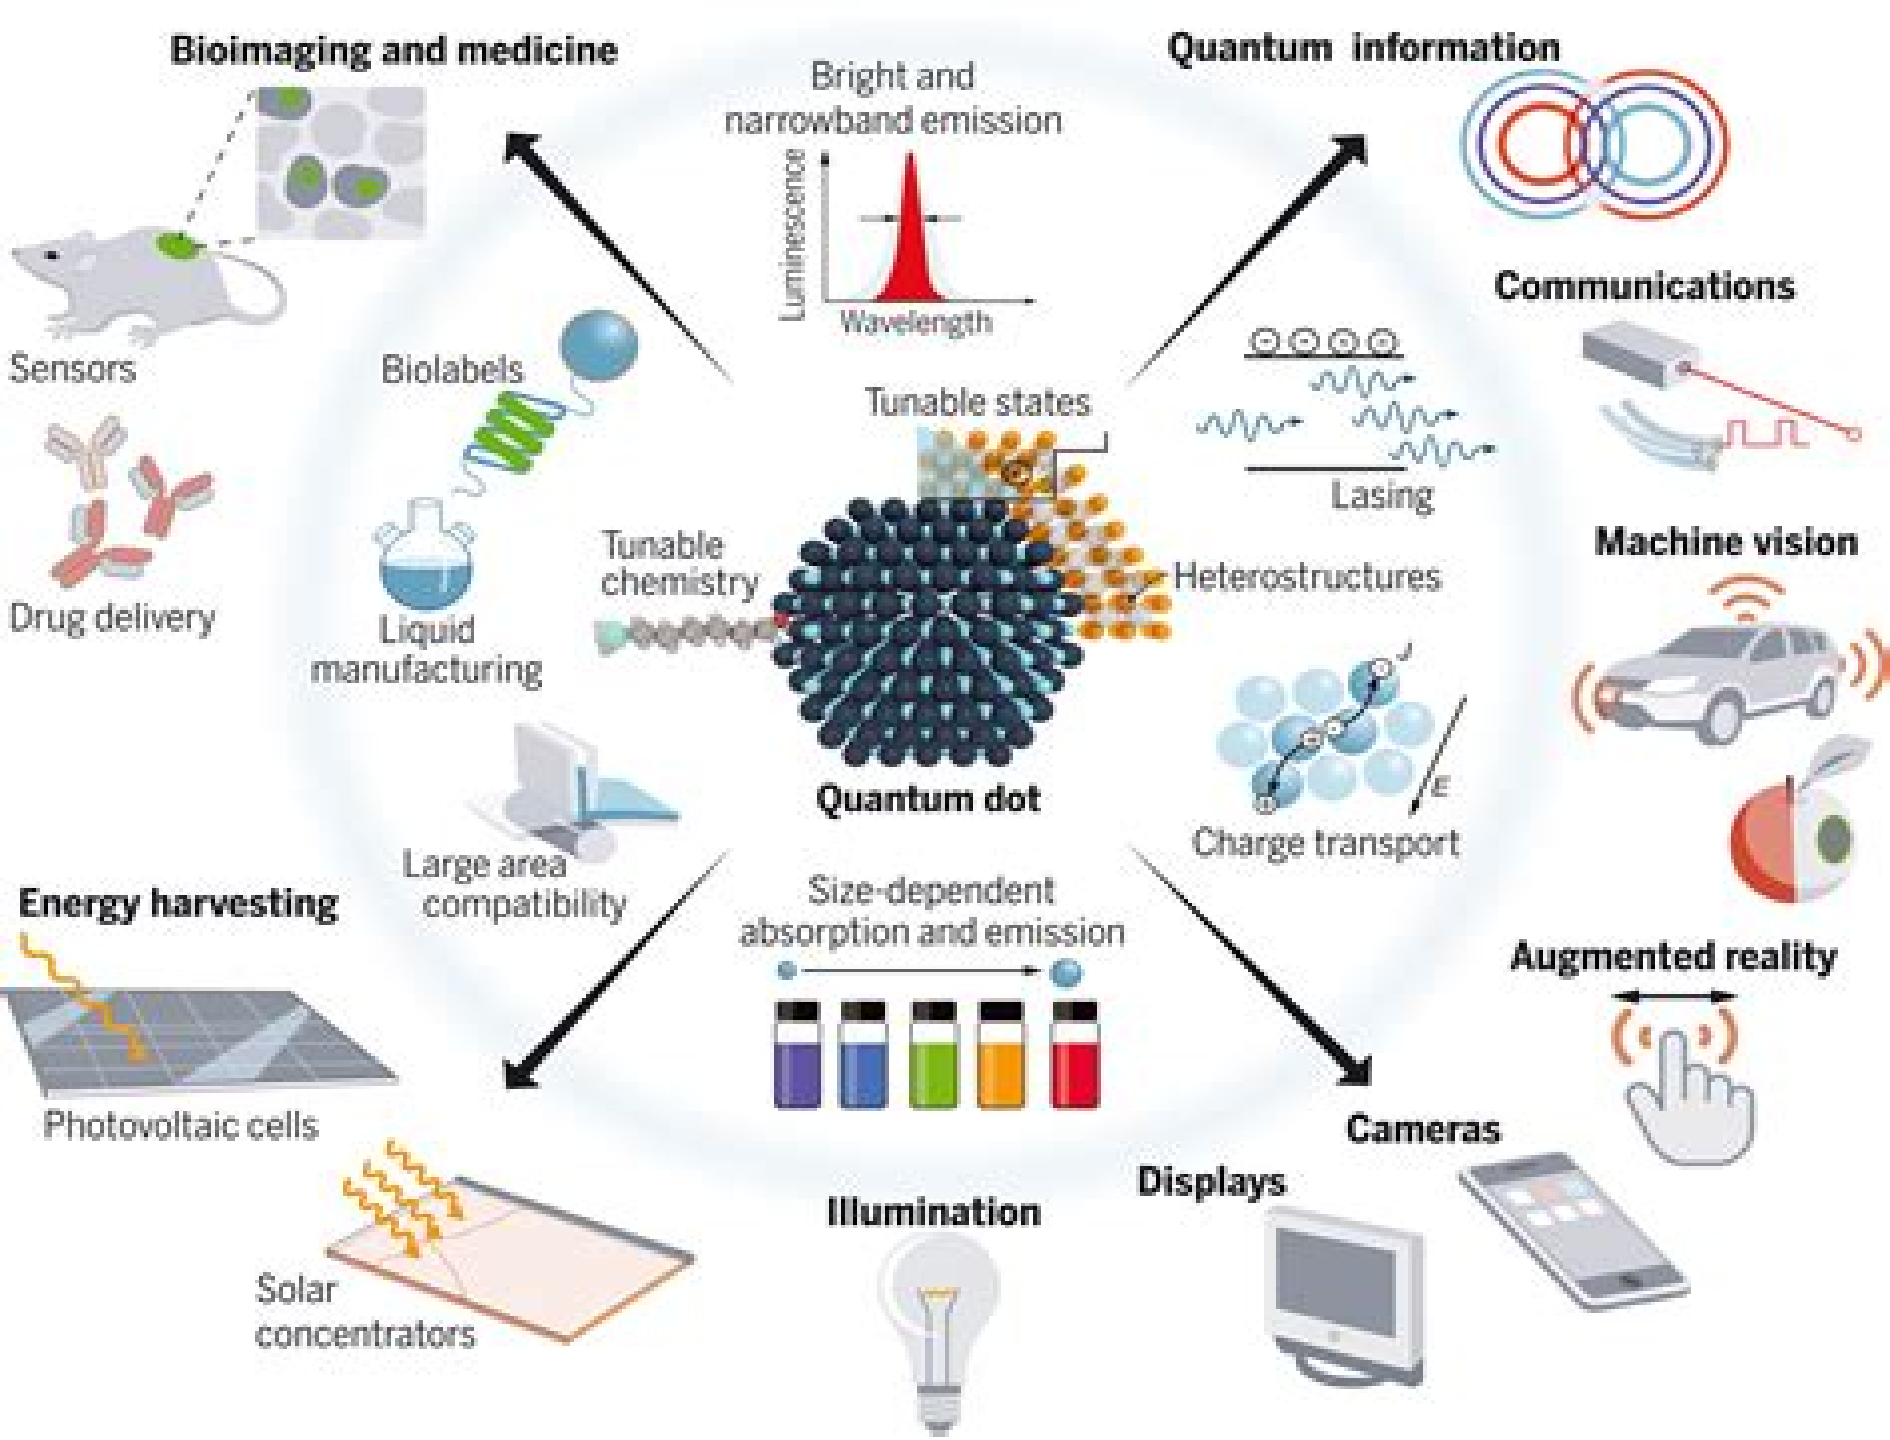 Bioimaging and medicine
Quantum information
Bright and
narrowband emission
Luminescence
Wavelength
Communications
Sensors
Biolabels
Tunable states
Lasing
Tunable
chemistry
Heterostructures
Machine vision
Drug delivery
Liquid
manufacturing
J
E
Quantum dot
Charge transport
Large area
compatibility
Size-dependent
absorption and emission
Energy harvesting
Augmented reality
Photovoltaic cells
Cameras
Displays
Illumination
Solar
concentrators